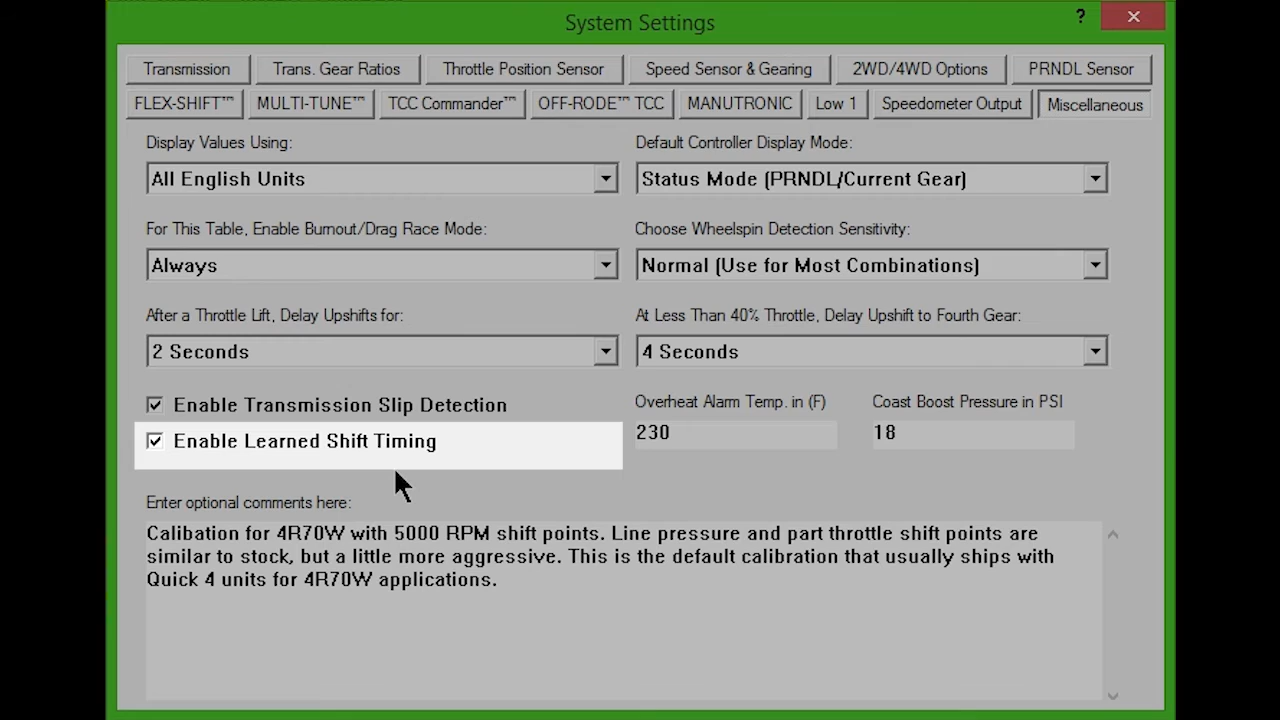 System Settings
?
Transmission
Trans. Gear Ratios
Throttle Position Sensor
Speed Sensor & Gearing
2WD/4WD Options
PRNDL Sensor
FLEX-SHIFT™
MULTI-TUNE™
TCC Commander™
OFF-RODE™ TCC
MANUTRONIC
Low 1
Speedometer Output
Miscellaneous
Display Values Using:
Default Controller Display Mode:
All English Units
Status Mode (PRNDL/Current Gear)
For This Table, Enable Burnout/Drag Race Mode:
Choose Wheelspin Detection Sensitivity:
Always
Normal (Use for Most Combinations)
After a Throttle Lift, Delay Upshifts for:
At Less Than 40% Throttle, Delay Upshift to Fourth Gear:
2 Seconds
4 Seconds
Enable Transmission Slip Detection
Overheat Alarm Temp. in (F)
Coast Boost Pressure in PSI
Enable Learned Shift Timing
230
18
Enter optional comments here:
Calibation for 4R70W with 5000 RPM shift points. Line pressure and part throttle shift points are
similar to stock, but a little more aggressive. This is the default calibration that usually ships with
Quick 4 units for 4R70W applications.